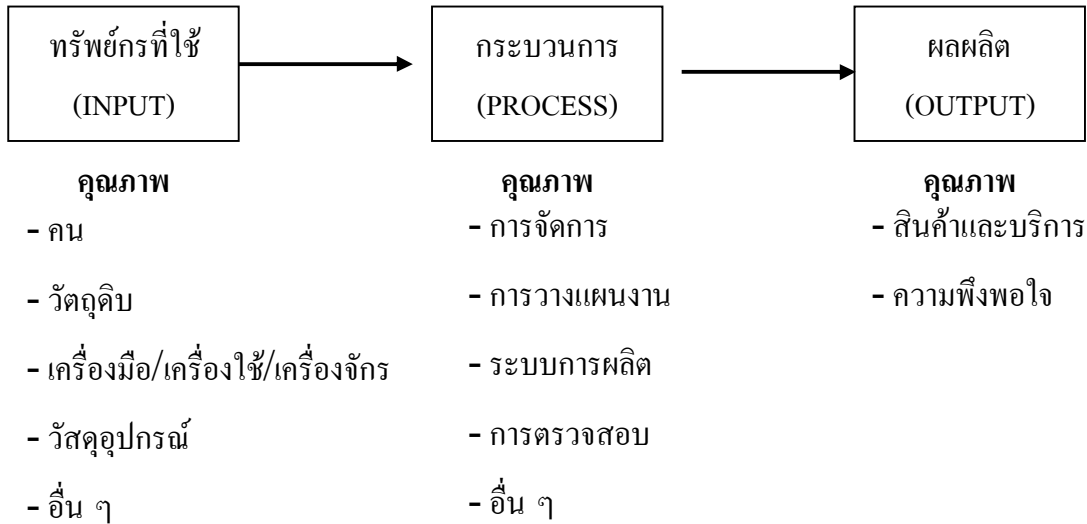 ทรัพย์กรที่ใช้
(INPUT)
กระบวนการ
(PROCESS)
ผลผลิต
(OUTPUT)
คุณภาพ
- คน
- วัตถุดิบ
- เครื่องมือ/เครื่องใช้/เครื่องจักร
- วัสดุอุปกรณ์
- อื่น ๆ
คุณภาพ
- การจัดการ
- การวางแผนงาน
- ระบบการผลิต
- การตรวจสอบ
- อื่น ๆ
คุณภาพ
- สินค้าและบริการ
- ความพึงพอใจ